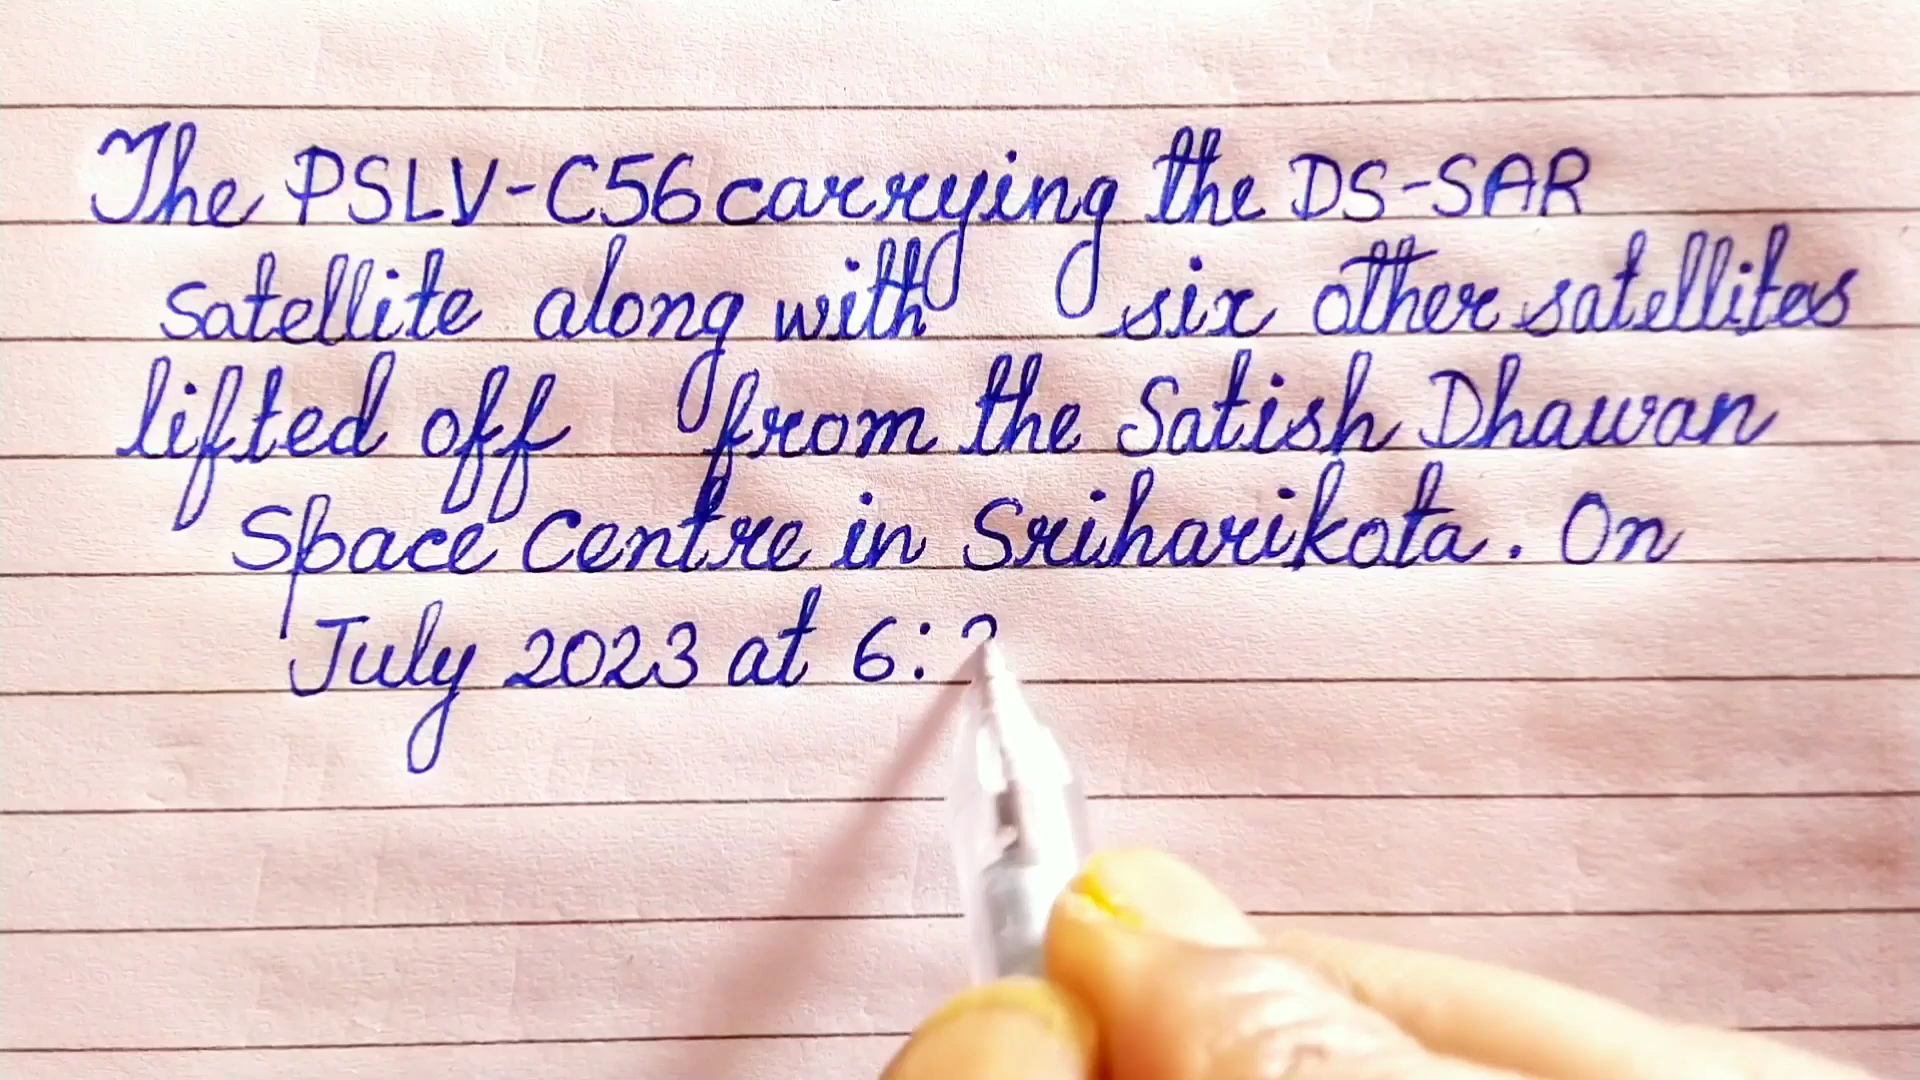 The PSLV-C56 carrying the DS-SAR
Satellite along with six other satellites
lifted off from the Satish Dhawan
Space Centre in Sriharikota. On
July 2023 at 6: